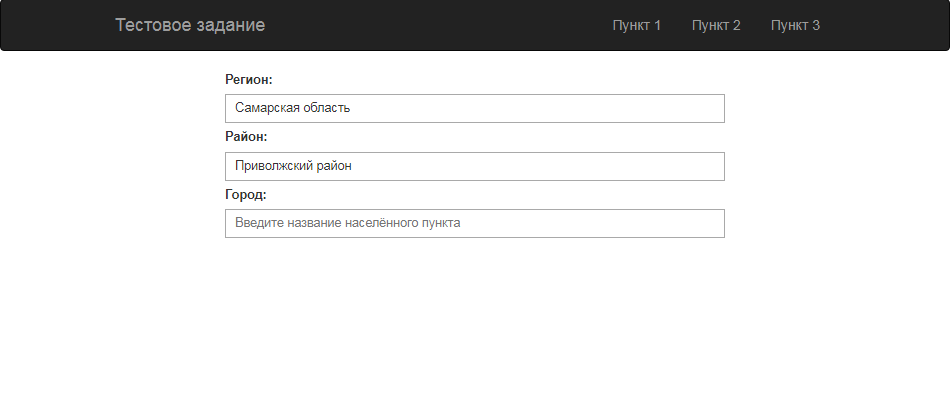 Тестовое задание Пункт 1 Пункт 2 Пункт 3
Регион:
Самарская область
Район:
Приволжский район
Город:
Введите название населённого пункта